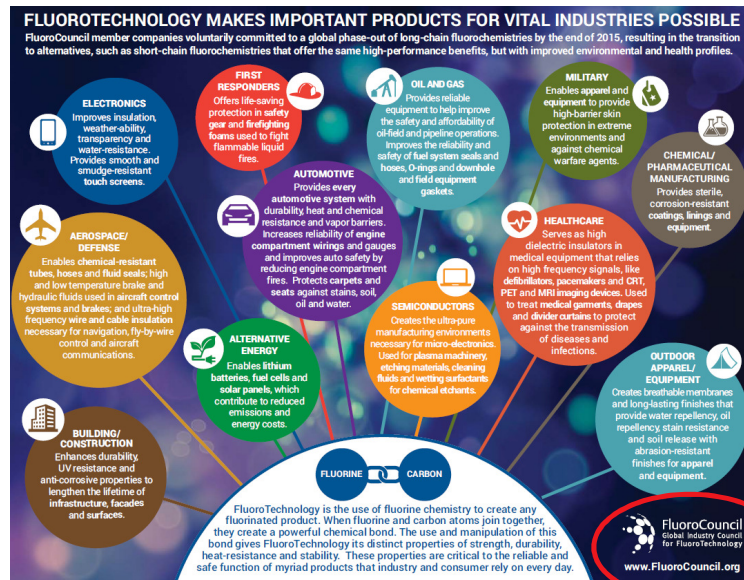 FLUOROTECHNOLOGY MAKES IMPORTANT PRODUCTS FOR VITAL INDUSTRIES POSSIBLE
FluoroCouncil member companies voluntarily committed to a global phase-out of long-chain fluorochemistries by the end of 2015, resulting in the transition
to alternatives, such as short-chain fluorochemistries that offer the same high-performance benefits, but with improved environmental and health profiles.
ELECTRONICS
Improves insulation,
weather-ability,
transparency and
water-resistance.
Provides smooth and
smudge-resistant
touch screens.
FIRST
RESPONDERS
Offers life-saving
protection in safety
gear and firefighting
foams used to fight
flammable liquid
fires.
OIL AND GAS
Provides reliable
equipment to help improve
the safety and affordability of
oil-field and pipeline operations.
Improves the reliability and
safety of fuel system seals and
hoses, O-rings and downhole
and field equipment
gaskets.
MILITARY
Enables apparel and
equipment to provide
high-barrier skin
protection in extreme
environments and
against chemical
warfare agents.
CHEMICAL/
PHARMACEUTICAL
MANUFACTURING
Provides sterile,
corrosion-resistant
coatings, linings and
equipment.
AUTOMOTIVE
Provides every
automotive system with
durability, heat and chemical
resistance and vapor barriers.
Increases reliability of engine
compartment wirings and gauges
and improves auto safety by
reducing engine compartment
fires. Protects carpets and
seats against stains, soil,
oil and water.
AEROSPACE/
DEFENSE
Enables chemical-resistant
tubes, hoses and fluid seals; high
and low temperature brake and
hydraulic fluids used in aircraft control
systems and brakes; and ultra-high
frequency wire and cable insulation
necessary for navigation, fly-by-wire
control and aircraft
communications.
HEALTHCARE
Serves as high
dielectric insulators in
medical equipment that relies
on high frequency signals, like
defibrillators, pacemakers and CRT,
PET and MRI imaging devices. Used
to treat medical garments, drapes
and divider curtains to protect
against the transmission
of diseases and
infections.
SEMICONDUCTORS
Creates the ultra-pure
manufacturing environments
necessary for micro-electronics.
Used for plasma machinery,
etching materials, cleaning
fluids and wetting surfactants
for chemical etchants.
ALTERNATIVE
ENERGY
Enables lithium
batteries, fuel cells and
solar panels, which
contribute to reduced
emissions and
energy costs.
OUTDOOR
APPAREL/
EQUIPMENT
Creates breathable membranes
and long-lasting finishes that
provide water repellency, oil
repellency, stain resistance
and soil release with
abrasion-resistant
finishes for apparel
and equipment.
BUILDING/
CONSTRUCTION
Enhances durability,
UV resistance and
anti-corrosive properties to
lengthen the lifetime of
infrastructure, facades
and surfaces.
FLUORINE
CARBON
FluoroTechnology is the use of fluorine chemistry to create any
fluorinated product. When fluorine and carbon atoms join together,
they create a powerful chemical bond. The use and manipulation of this
bond gives FluoroTechnology its distinct properties of strength, durability,
heat-resistance and stability. These properties are critical to the reliable and
safe function of myriad products that industry and consumer rely on every day.
FluoroCouncil
Global Industry Council
for FluoroTechnology
www.FluoroCouncil.org